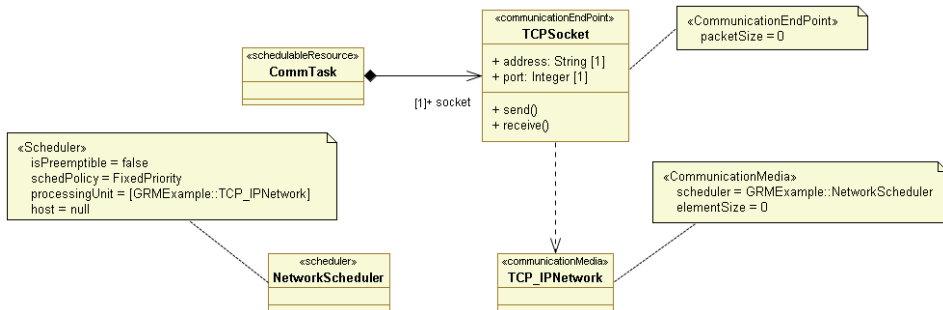 «communicationEndPoint»
TCPSocket
+ address: String [1]
+ port: Integer [1]
+ send()
+ receive()
«CommunicationEndPoint»
packetSize = 0
«schedulableResource»
CommTask
[1]+ socket
«Scheduler»
isPreemptible = false
schedPolicy = FixedPriority
processingUnit = [GRMExample::TCP_IPNetwork]
host = null
«CommunicationMedia»
scheduler = GRMExample::NetworkScheduler
elementSize = 0
«scheduler»
NetworkScheduler
«communicationMedia»
TCP_IPNetwork